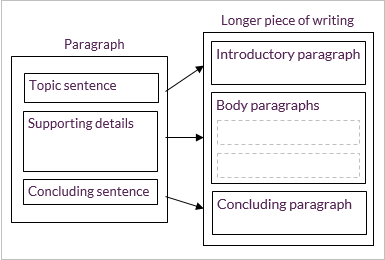 Paragraph
Topic sentence
Supporting details
Concluding sentence
Longer piece of writing
Introductory paragraph
Body paragraphs
Concluding paragraph